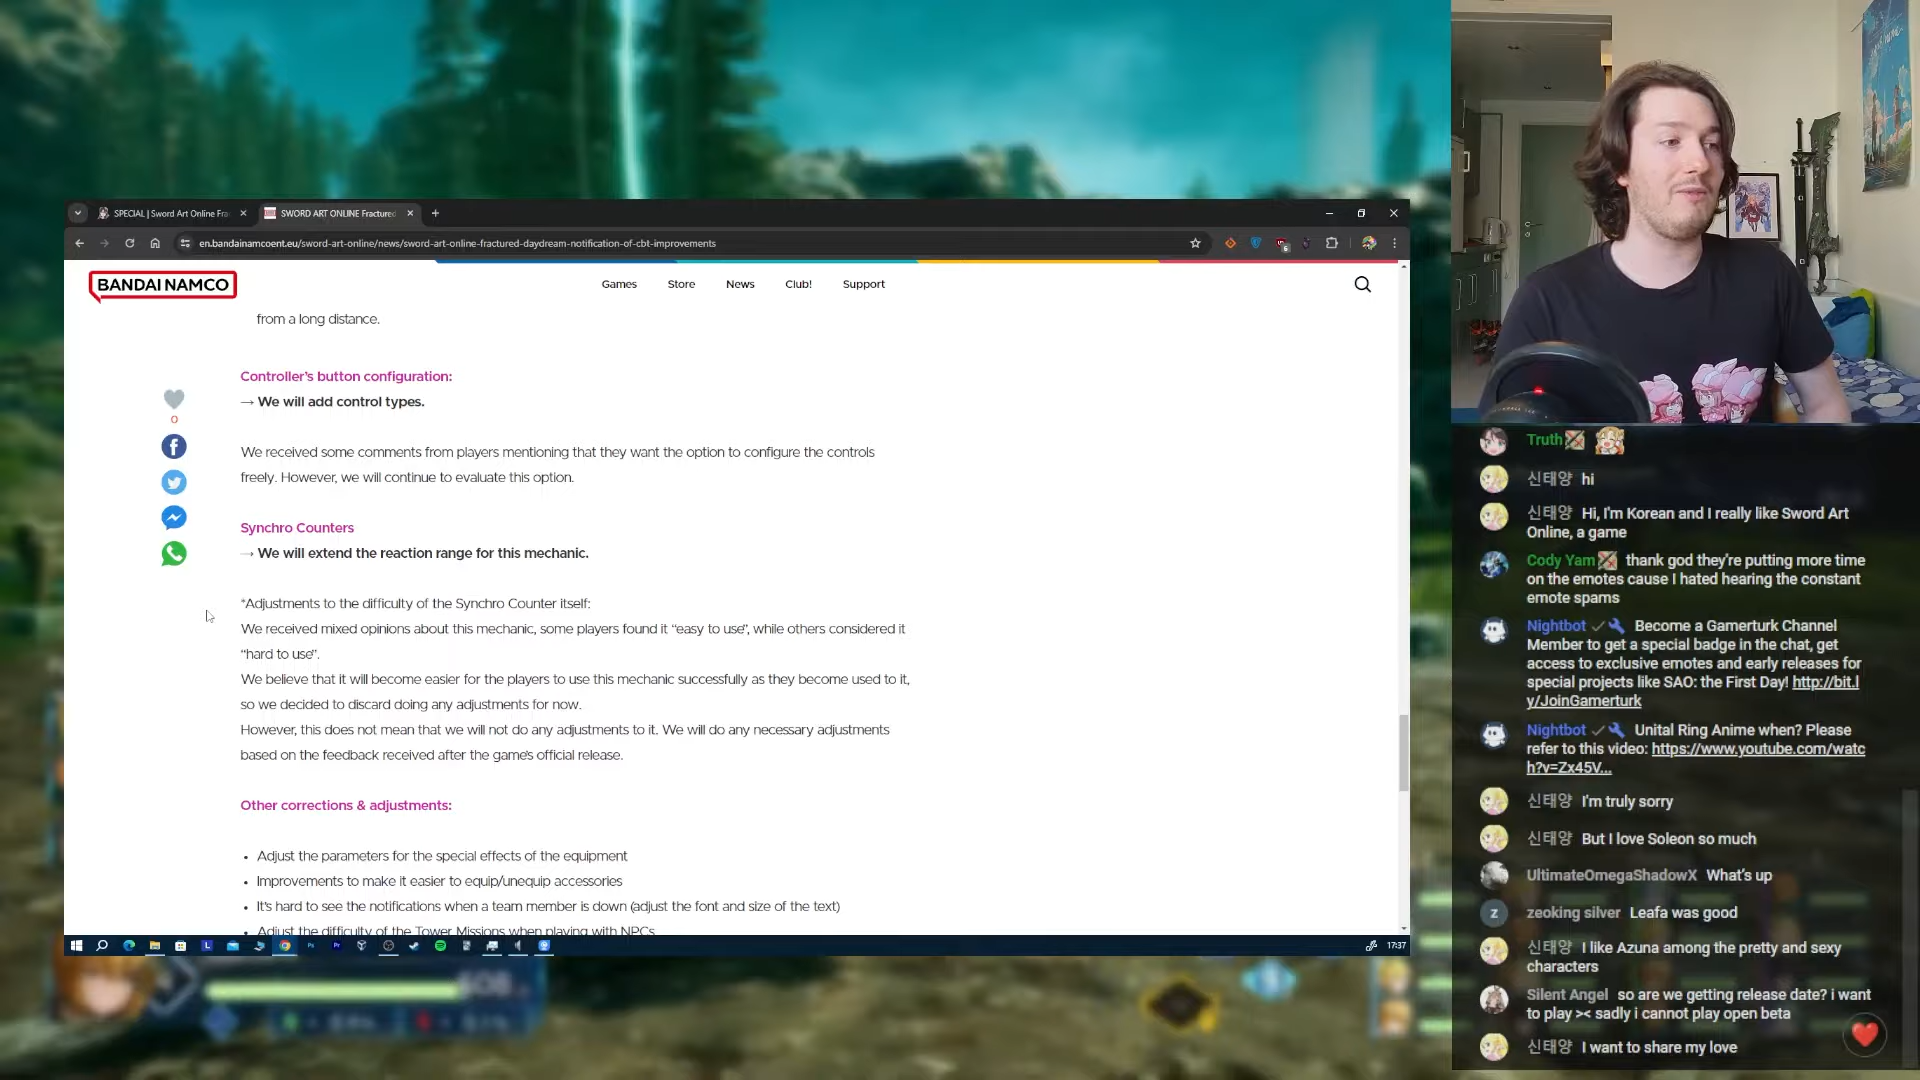 SPECIAL | Sword Art Online Fra
SWORD ART ONLINE Fractured
en.bandainamcoent.eu/sword-art-online/news/sword-art-online-fractured-daydream-notification-of-cbt-improvements
BANDAI NAMCO
Games
Store
News
Club!
Support
from a long distance.
Controller's button configuration:
→ We will add control types.
0
We received some comments from players mentioning that they want the option to configure the controls
freely. However, we will continue to evaluate this option.
Synchro Counters
→ We will extend the reaction range for this mechanic.
*Adjustments to the difficulty of the Synchro Counter itself:
We received mixed opinions about this mechanic, some players found it “easy to use”, while others considered it
“hard to use”.
We believe that it will become easier for the players to use this mechanic successfully as they become used to it,
so we decided to discard doing any adjustments for now.
However, this does not mean that we will not do any adjustments to it. We will do any necessary adjustments
based on the feedback received after the game's official release.
Other corrections & adjustments:
• Adjust the parameters for the special effects of the equipment
• Improvements to make it easier to equip/unequip accessories
• It's hard to see the notifications when a team member is down (adjust the font and size of the text)
• Adjust the difficulty of the Tower Missions when playing with NPCs
17:37
Truth
신태양 hi
신태양 Hi, I'm Korean and I really like Sword Art
Online, a game
Cody Yam thank god they're putting more time
on the emotes cause I hated hearing the constant
emote spams
Nightbot Become a Gamerturk Channel
Member to get a special badge in the chat, get
access to exclusive emotes and early releases for
special projects like SAO: the First Day! http://bit.l
y/JoinGamerturk
Nightbot Unital Ring Anime when? Please
refer to this video: https://www.youtube.com/watc
h?v=Zx45V...
신태양 I'm truly sorry
신태양 But I love Soleon so much
UltimateOmegaShadowX What's up
z
zeoking silver Leafa was good
신태양 I like Azuna among the pretty and sexy
characters
Silent Angel so are we getting release date? i want
to play >< sadly i cannot play open beta
신태양 I want to share my love